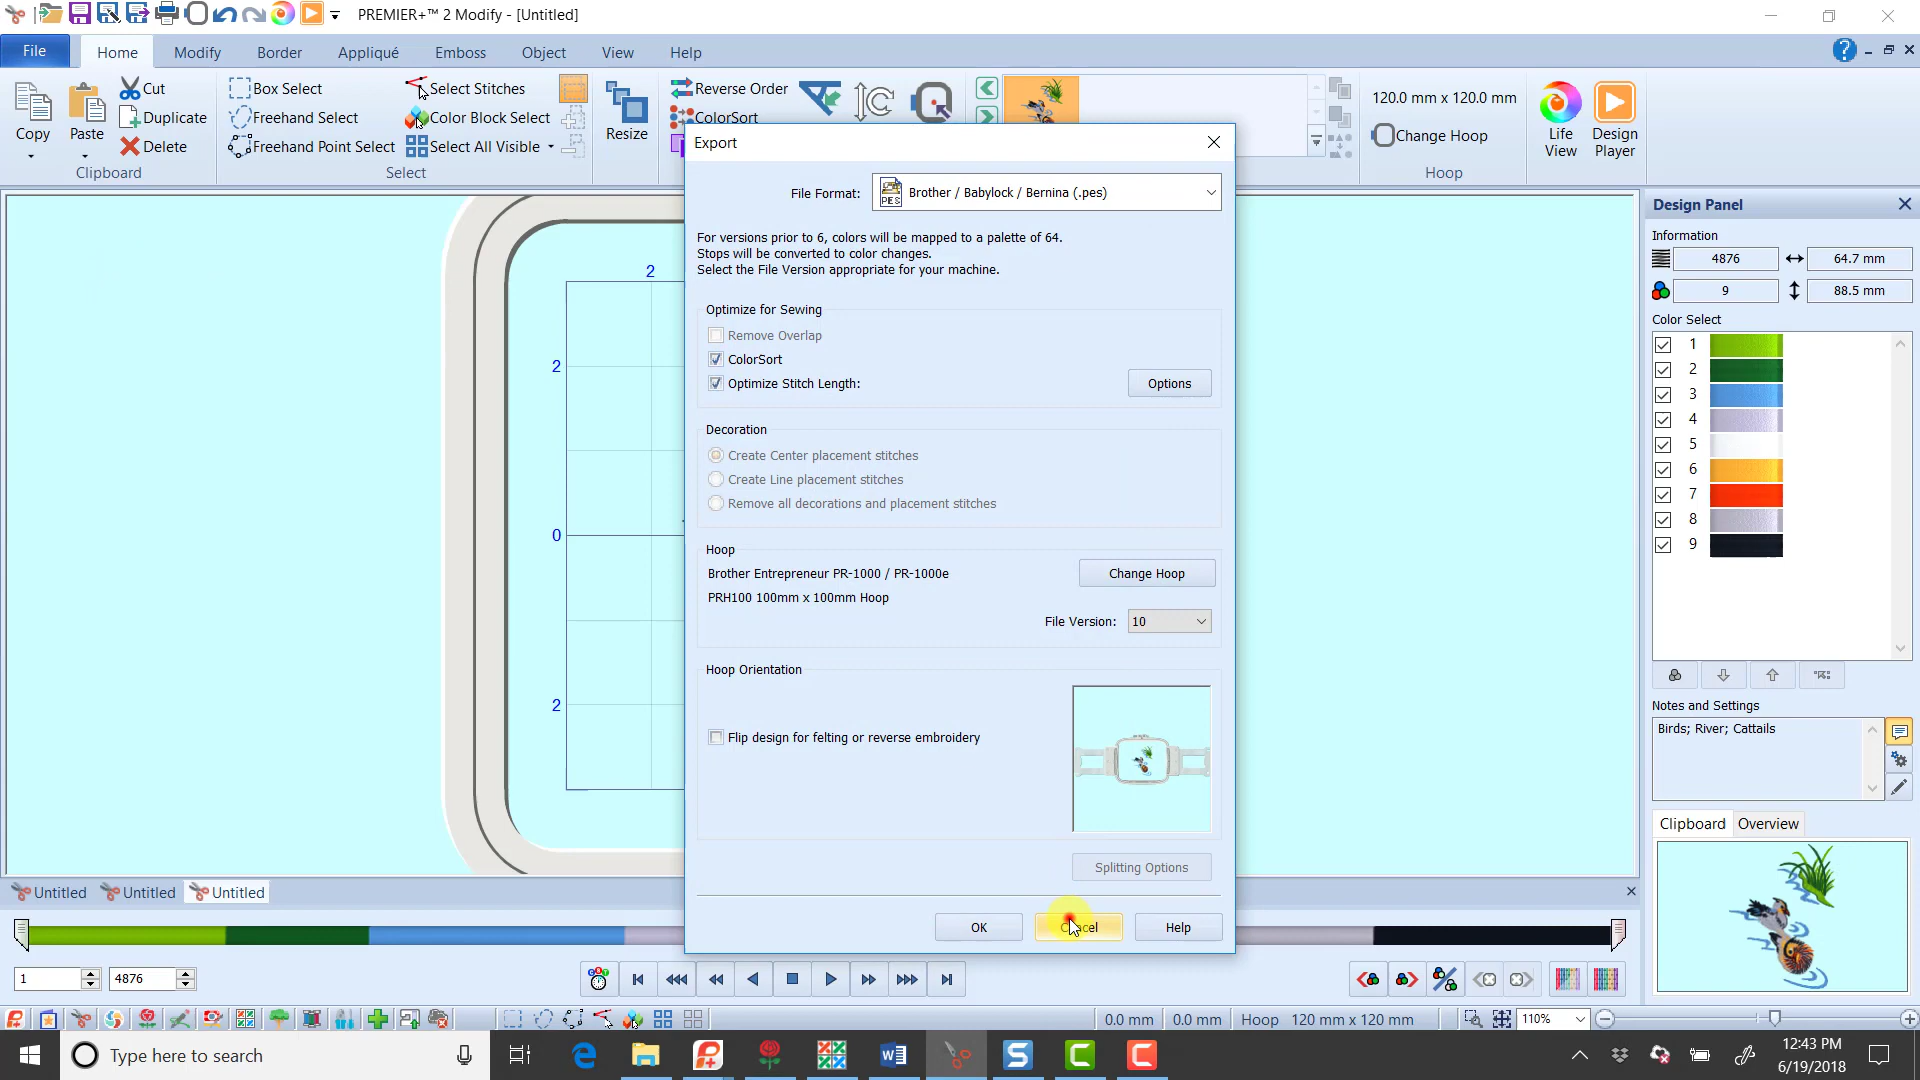 PREMIER+™ 2 Modify - [Untitled]
File Home Modify Border Appliqué Emboss Object View Help
Copy
Paste
Cut
Duplicate
Delete
Clipboard
Box Select
Freehand Select
Freehand Point Select
Select Stitches
Color Block Select
Select All Visible
Select
Resize
Reverse Order
ColorSort
120.0 mm x 120.0 mm
Change Hoop
Hoop
Life
View
Design
Player
Export
File Format: Brother / Babylock / Bernina (.pes)
For versions prior to 6, colors will be mapped to a palette of 64.
Stops will be converted to color changes.
Select the File Version appropriate for your machine.
Optimize for Sewing
Remove Overlap
ColorSort
Optimize Stitch Length:
Options
Decoration
Create Center placement stitches
Create Line placement stitches
Remove all decorations and placement stitches
Hoop
Brother Entrepreneur PR-1000 / PR-1000e
Change Hoop
PRH100 100mm x 100mm Hoop
File Version: 10
Hoop Orientation
Flip design for felting or reverse embroidery
Splitting Options
OK Cancel Help
2
2
0
2
Design Panel
Information
4876 64.7 mm
9 88.5 mm
Color Select
1
2
3
4
5
6
7
8
9
Notes and Settings
Birds; River; Cattails
Clipboard Overview
Untitled Untitled Untitled
1 4876
0.0 mm 0.0 mm Hoop 120 mm x 120 mm 110%
Type here to search
12:43 PM
6/19/2018